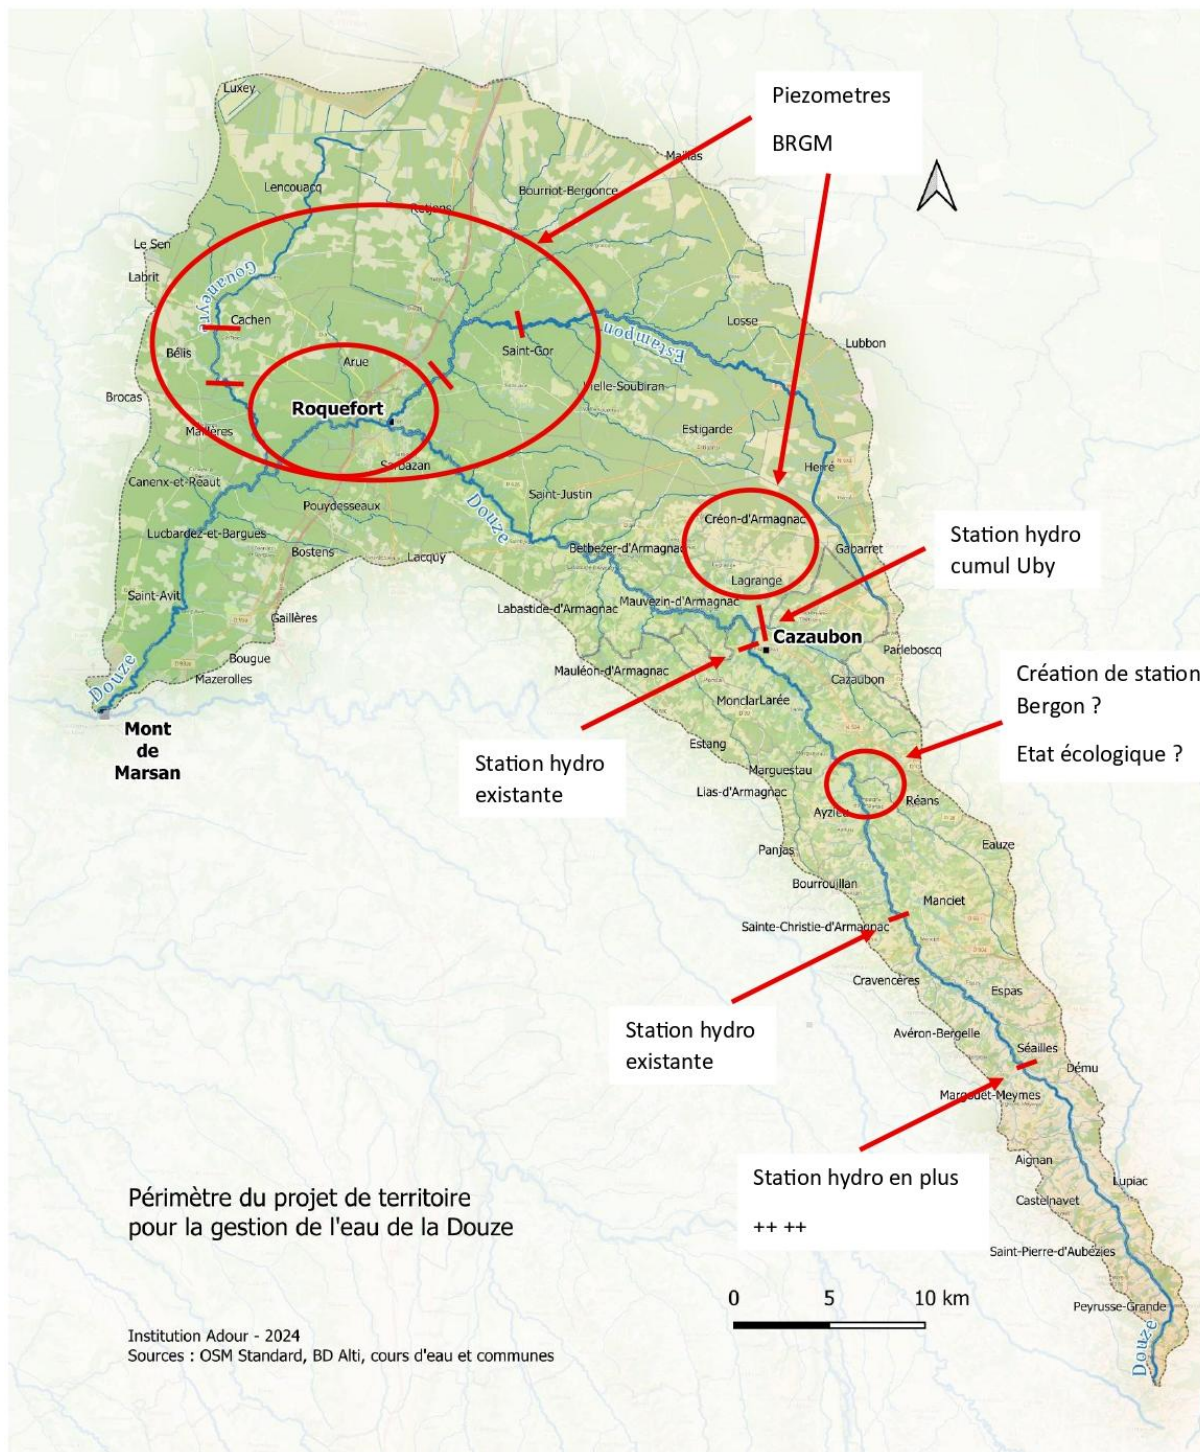 Piezometres
BRGM
Luxey
Maillas
Lencouacq
Bourriot-Bergonce
Retjons
Le Sen
Labrit
Gouaneyre
Cachen
Losse
Estampon
Lubbon
Bélis
Saint-Gor
Arue
Vielle-Soubiran
Brocas
Roquefort
Maillères
Estigarde
Sarbazan
Herré
Canenx-et-Réaut
Saint-Justin
Pouydesseaux
Douze
Créon-d'Armagnac
Lucbardez-et-Bargues
Station hydro
cumul Uby
Bostens
Lacquy
Betbezer-d'Armagnac
Gabarret
Lagrange
Saint-Avit
Mauvezin-d'Armagnac
Labastide-d'Armagnac
Gaillères
Cazaubon
Parleboscq
Bougue
Mauléon-d'Armagnac
Mazerolles
Cazaubon
Douze
Création de station
Bergon ?
Etat écologique ?
Monclar
Larée
Mont
de
Marsan
Estang
Station hydro
existante
Marguestau
Lias-d'Armagnac
Réans
Ayzieu
Eauze
Panjas
Bourrouillan
Manciet
Sainte-Christie-d'Armagnac
Cravencères
Espas
Station hydro
existante
Avéron-Bergelle
Séailles
Dému
Margouët-Meymes
Aignan
Station hydro en plus
++ ++
Lupiac
Castelnavet
Périmètre du projet de territoire
pour la gestion de l'eau de la Douze
Saint-Pierre-d'Aubézies
0 5 10 km
Peyrusse-Grande
Douze
Institution Adour - 2024
Sources : OSM Standard, BD Alti, cours d'eau et communes